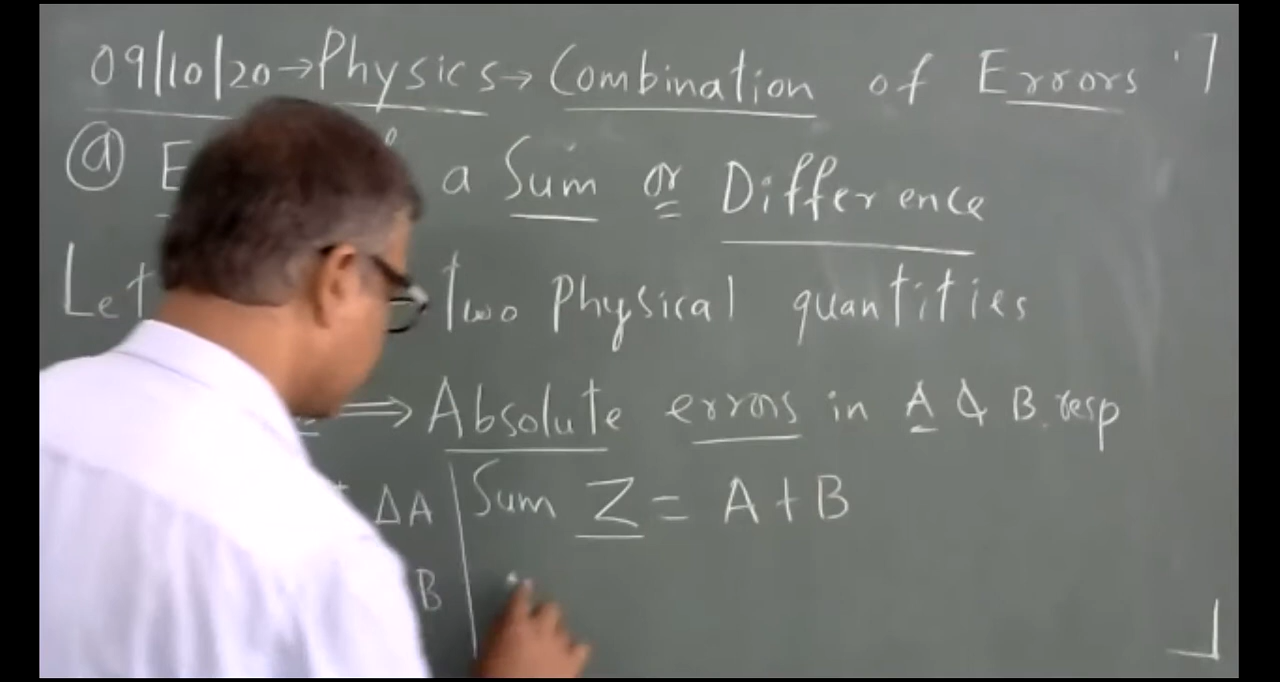 09/10/20→Physics→Combination of Errors
ⓐ a Sum or Difference
Let two Physical quantities
⟹ Absolute errors in A & B resp
ΔA | Sum Z = A + B
B